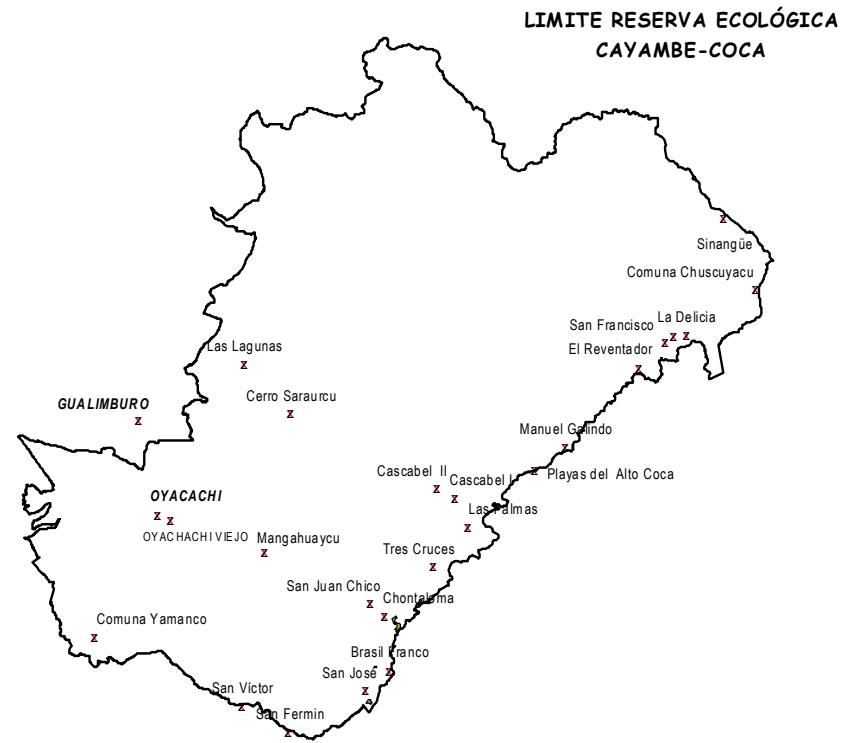 LIMITE RESERVA ECOLÓGICA
CAYAMBE-COCA
Sinangüe
Comuna Chuscuyacu
La Delicia
San Francisco
El Reventador
Las Lagunas
Cerro Saraurcu
GUALIMBURO
Manuel Galindo
Cascabel II
Cascabel I
Playas del Alto Coca
OYACACHI
Las Palmas
OYACHACHI VIEJO
Mangahuaycu
Tres Cruces
San Juan Chico
Chontaloma
Comuna Yamanco
Brasil Franco
San José
San Víctor
San Fermin